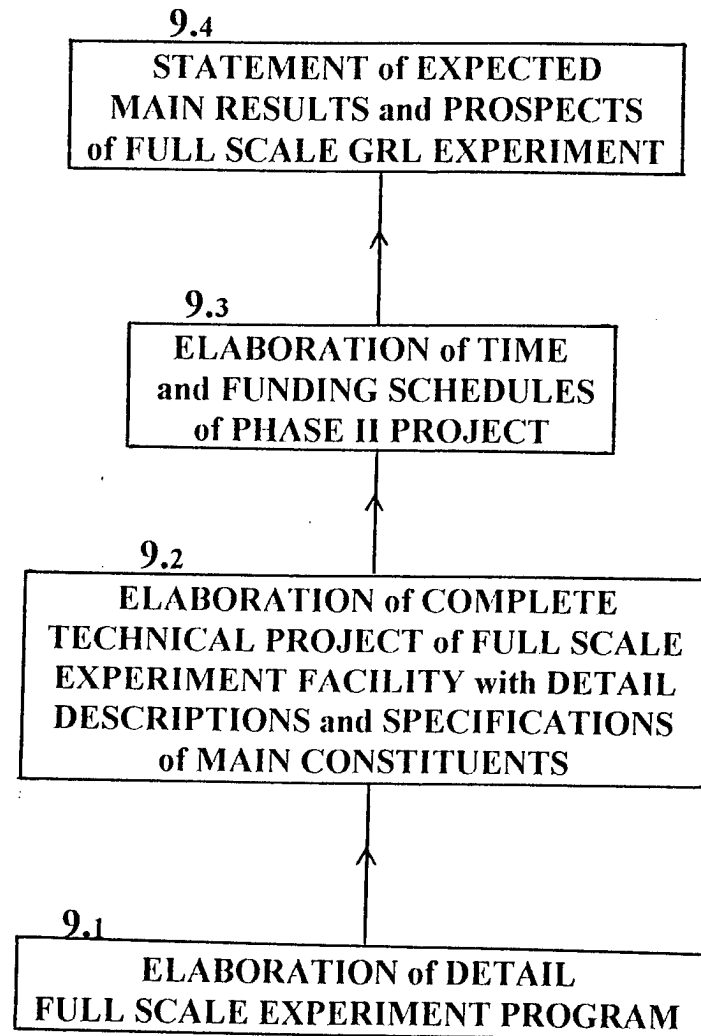 9.4
STATEMENT of EXPECTED
MAIN RESULTS and PROSPECTS
of FULL SCALE GRL EXPERIMENT
9.3
ELABORATION of TIME
and FUNDING SCHEDULES
of PHASE II PROJECT
9.2
ELABORATION of COMPLETE
TECHNICAL PROJECT of FULL SCALE
EXPERIMENT FACILITY with DETAIL
DESCRIPTIONS and SPECIFICATIONS
of MAIN CONSTITUENTS
9.1
ELABORATION of DETAIL
FULL SCALE EXPERIMENT PROGRAM